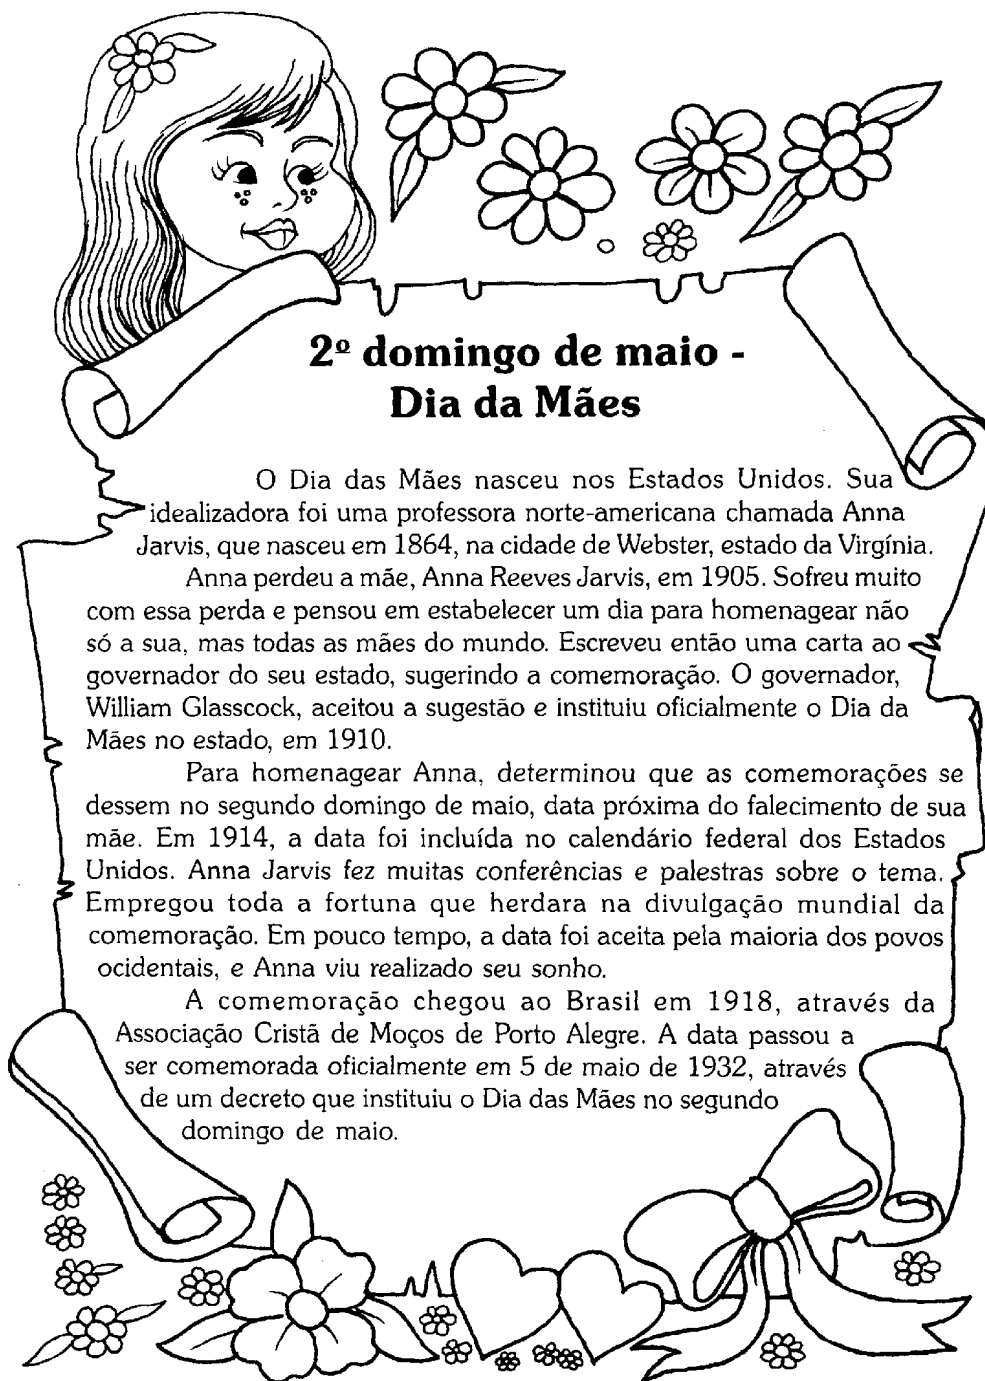 2º domingo de maio -
Dia da Mães
O Dia das Mães nasceu nos Estados Unidos. Sua
idealizadora foi uma professora norte-americana chamada Anna
Jarvis, que nasceu em 1864, na cidade de Webster, estado da Virgínia.
Anna perdeu a mãe, Anna Reeves Jarvis, em 1905. Sofreu muito
com essa perda e pensou em estabelecer um dia para homenagear não
só a sua, mas todas as mães do mundo. Escreveu então uma carta ao
governador do seu estado, sugerindo a comemoração. O governador,
William Glasscock, aceitou a sugestão e instituiu oficialmente o Dia da
Mães no estado, em 1910.
Para homenagear Anna, determinou que as comemorações se
dessem no segundo domingo de maio, data próxima do falecimento de sua
mãe. Em 1914, a data foi incluída no calendário federal dos Estados
Unidos. Anna Jarvis fez muitas conferências e palestras sobre o tema.
Empregou toda a fortuna que herdara na divulgação mundial da
comemoração. Em pouco tempo, a data foi aceita pela maioria dos povos
ocidentais, e Anna viu realizado seu sonho.
A comemoração chegou ao Brasil em 1918, através da
Associação Cristã de Moços de Porto Alegre. A data passou a
ser comemorada oficialmente em 5 de maio de 1932, através
de um decreto que instituiu o Dia das Mães no segundo
domingo de maio.